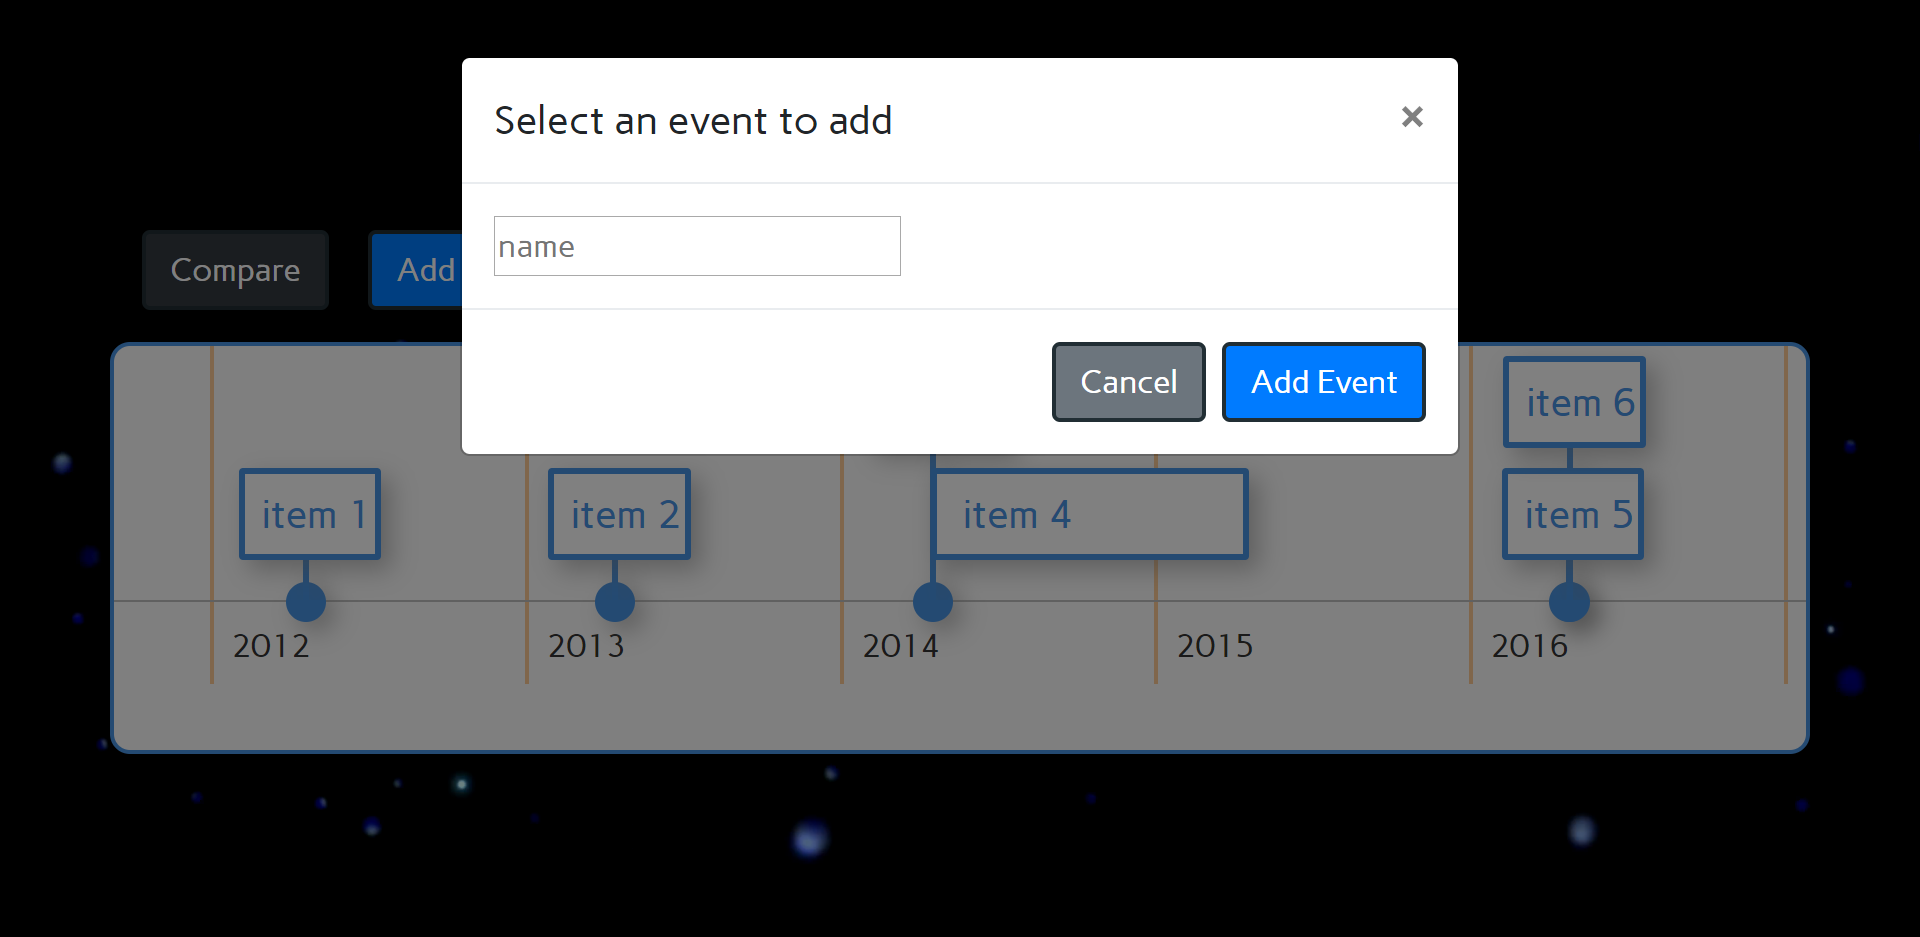 Select an event to add
×
name
Compare
Add
Cancel
Add Event
item 6
item 1
item 2
item 4
item 5
2012
2013
2014
2015
2016